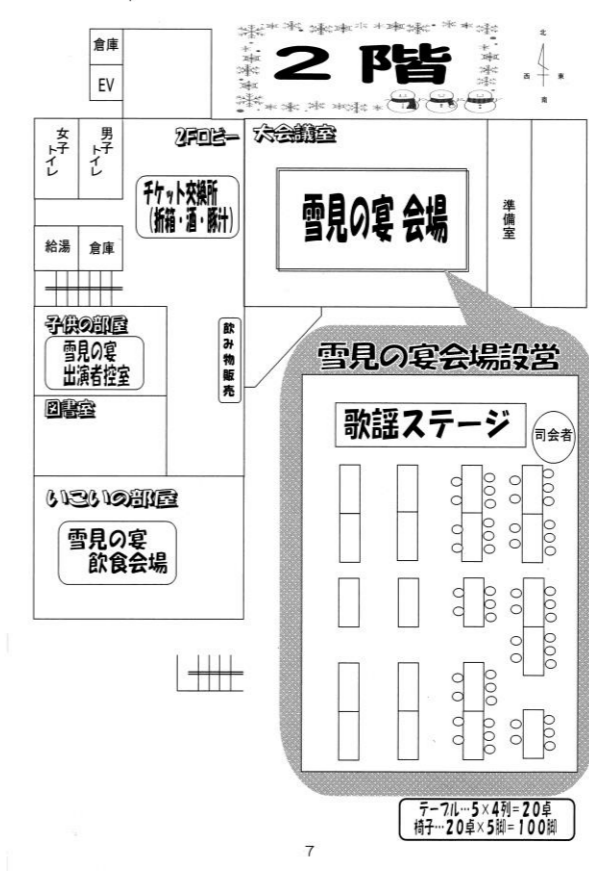 倉庫
EV
2階
北
西 東
南
女子トイレ
男子トイレ
2Fロビー
大会議室
チケット交換所
(折箱・酒・豚汁)
雪見の宴 会場
準備室
給湯
倉庫
子供の部屋
雪見の宴
出演者控室
飲み物販売
図書室
いこいの部屋
雪見の宴
飲食会場
雪見の宴会場設営
歌謡ステージ
司会者
テーブル…5×4列=20卓
椅子…20卓×5脚=100脚
7